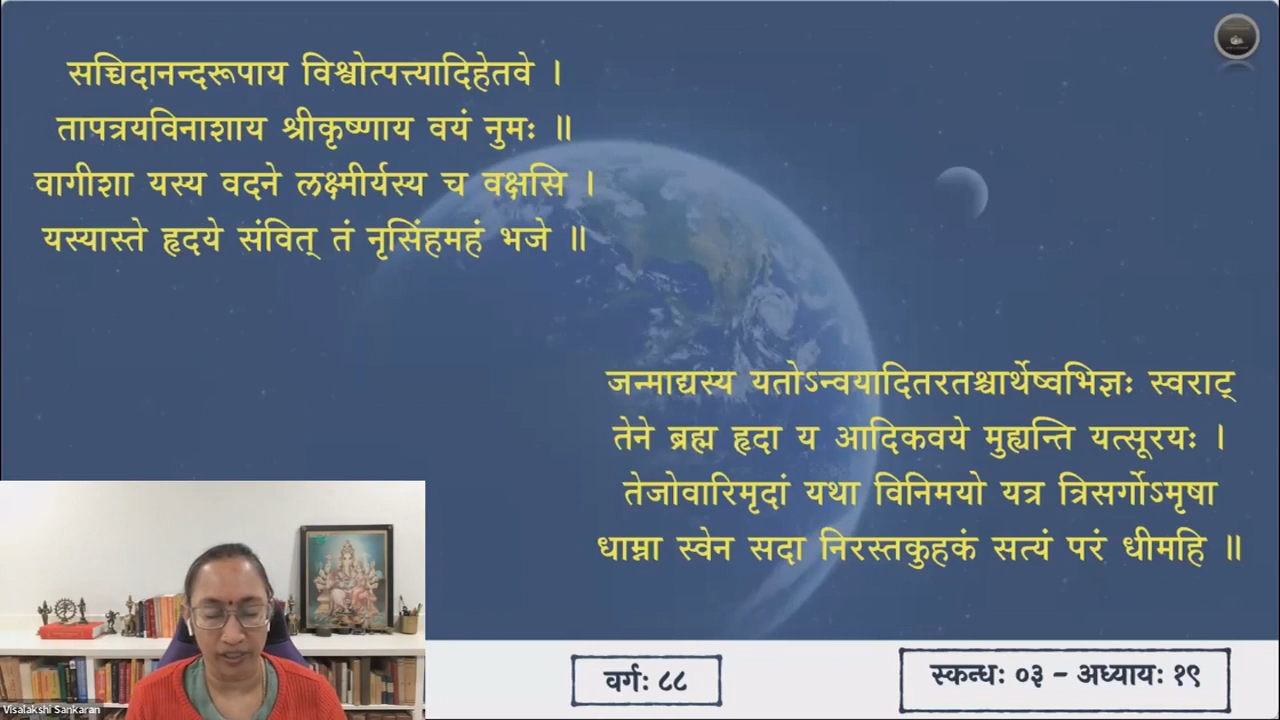 सच्चिदानन्दरूपाय विश्वोत्पत्त्यादिहेतवे ।
तापत्रयविनाशाय श्रीकृष्णाय वयं नुमः ॥
वागीशा यस्य वदने लक्ष्मीर्यस्य च वक्षसि ।
यस्यास्ते हृदये संवित् तं नृसिंहमहं भजे ॥
जन्माद्यस्य यतोऽन्वयादितरतश्चार्थेष्वभिज्ञः स्वराट्
तेने ब्रह्म हृदा य आदिकवये मुह्यन्ति यत्सूरयः ।
तेजोवारिमृदां यथा विनिमयो यत्र त्रिसर्गोऽमृषा
धाम्ना स्वेन सदा निरस्तकुहकं सत्यं परं धीमहि ॥
Visalakshi Sankaran
वर्गः ८८
स्कन्धः ०३ - अध्यायः १९